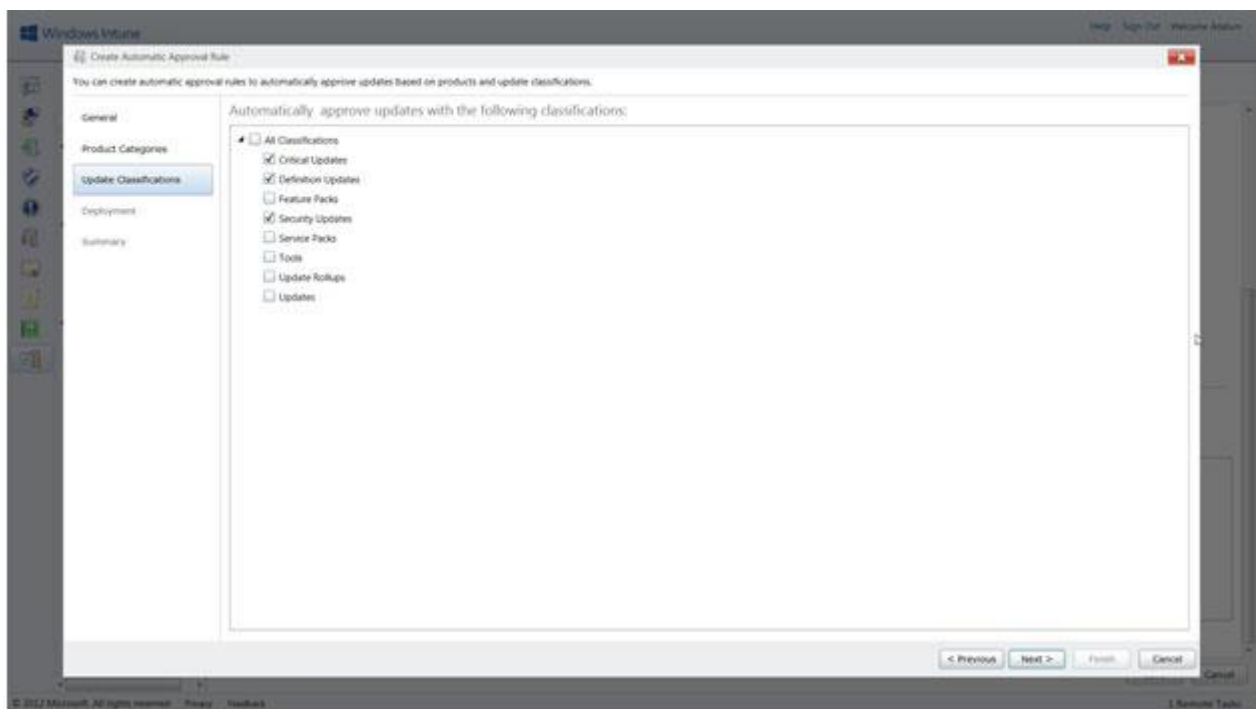 Windows Intune
Help Sign Out Welcome
Create Automatic Approval Rule
You can create automatic approval rules to automatically approve updates based on products and update classifications.
General
Product Categories
Update Classifications
Deployment
Summary
Automatically approve updates with the following classifications:
All Classifications
Critical Updates
Definition Updates
Feature Packs
Security Updates
Service Packs
Tools
Update Rollups
Updates
< Previous Next > Finish Cancel
Cancel
© 2012 Microsoft. All rights reserved Privacy Feedback
1 Remote Tasks